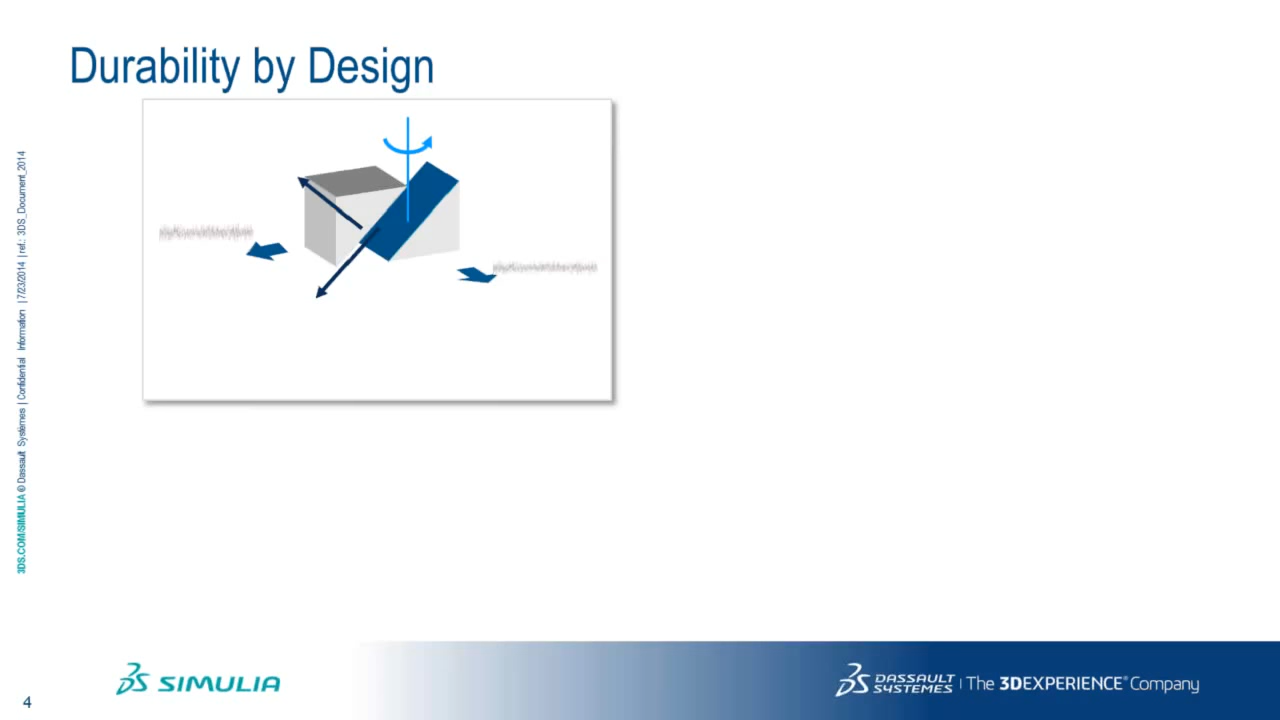 Durability by Design
3DS.COM/SIMULIA © Dassault Systèmes | Confidential Information | 7/23/2014 | ref.: 3DS_Document_2014
SIMULIA
DASSAULT
SYSTEMES | The 3DEXPERIENCE® Company
4